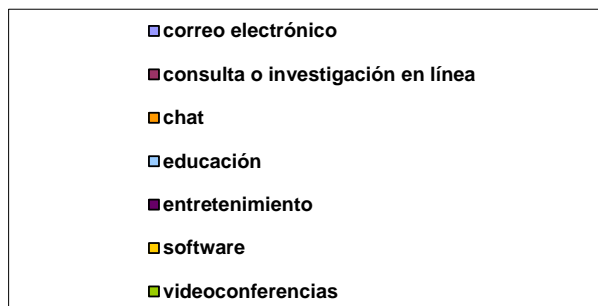 correo electrónico
consulta o investigación en línea
chat
educación
entretenimiento
software
videoconferencias